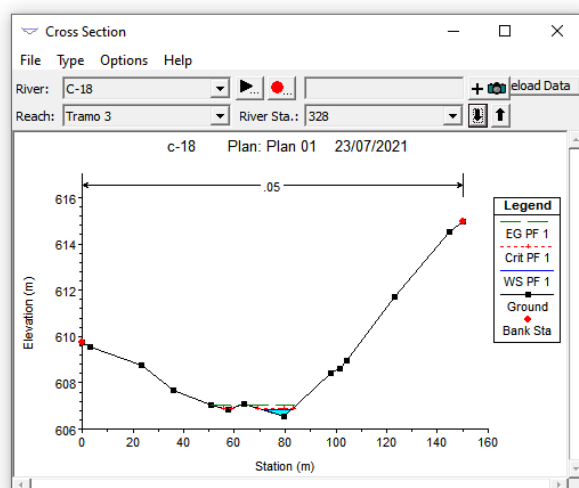 Cross Section
File Type Options Help
River: C-18 ... ... + eload Data
Reach: Tramo 3 River Sta.: 328
c-18 Plan: Plan 01 23/07/2021
.05
616
614
612
610
608
606
Elevation (m)
0 20 40 60 80 100 120 140 160
Station (m)
Legend
EG PF 1
Crit PF 1
WS PF 1
Ground
Bank Sta